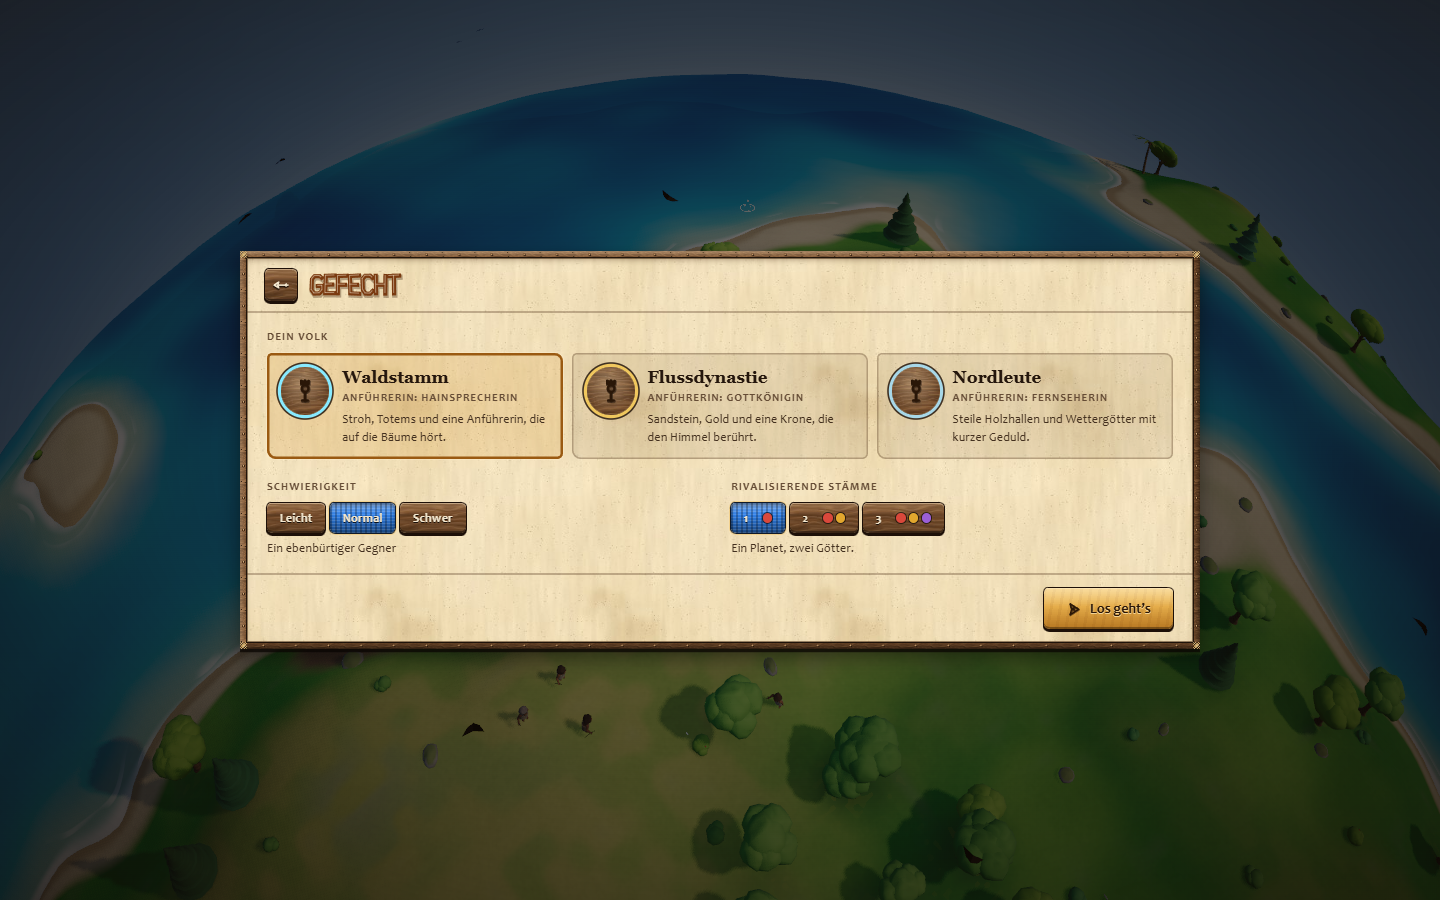 GEFECHT
DEIN VOLK
Waldstamm
ANFÜHRERIN: HAINSPRECHERIN
Stroh, Totems und eine Anführerin, die
auf die Bäume hört.
Flussdynastie
ANFÜHRERIN: GOTTKÖNIGIN
Sandstein, Gold und eine Krone, die
den Himmel berührt.
Nordleute
ANFÜHRERIN: FERNSEHERIN
Steile Holzhallen und Wettergötter mit
kurzer Geduld.
SCHWIERIGKEIT
Leicht Normal Schwer
Ein ebenbürtiger Gegner
RIVALISIERENDE STÄMME
1 2 3
Ein Planet, zwei Götter.
Los geht's